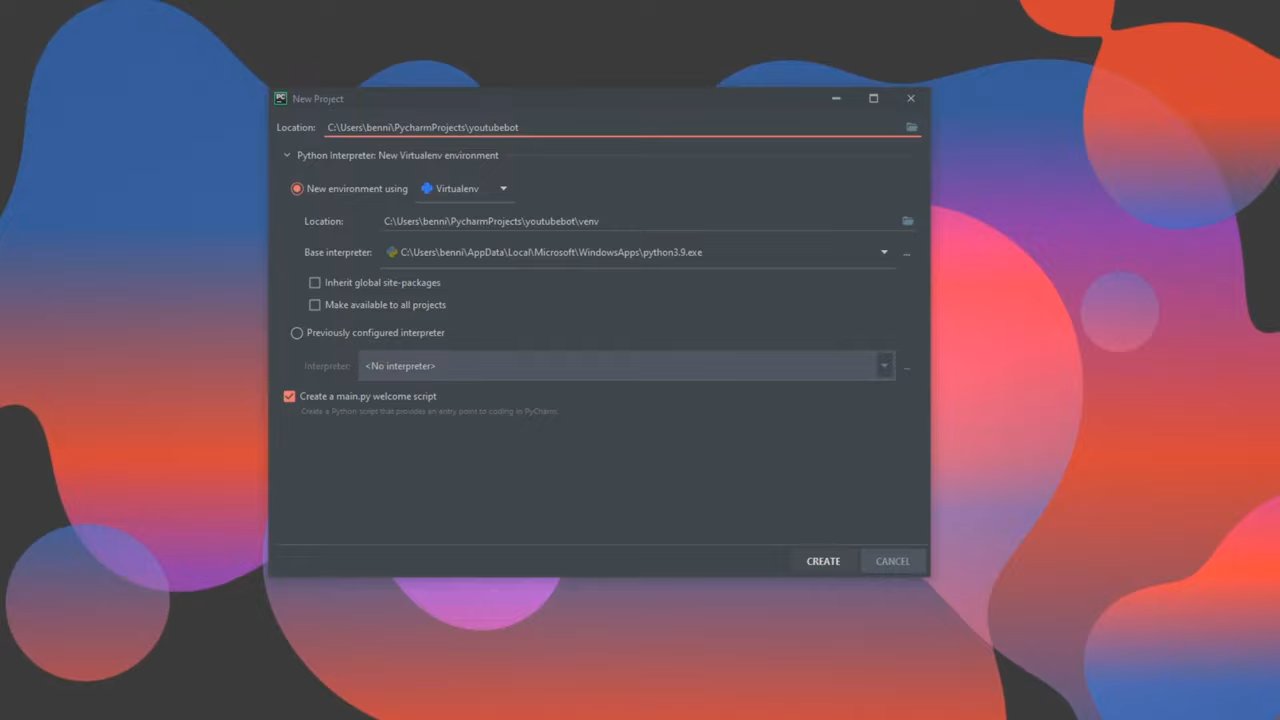 PC New Project
Location: C:\Users\benni\PycharmProjects\youtubebot
Python Interpreter: New Virtualenv environment
New environment using Virtualenv
Location: C:\Users\benni\PycharmProjects\youtubebot\venv
Base interpreter: C:\Users\benni\AppData\Local\Microsoft\WindowsApps\python3.9.exe ...
Inherit global site-packages
Make available to all projects
Previously configured interpreter
Interpreter: <No interpreter> ...
Create a main.py welcome script
Create a Python script that provides an entry point to coding in PyCharm.
CREATE CANCEL